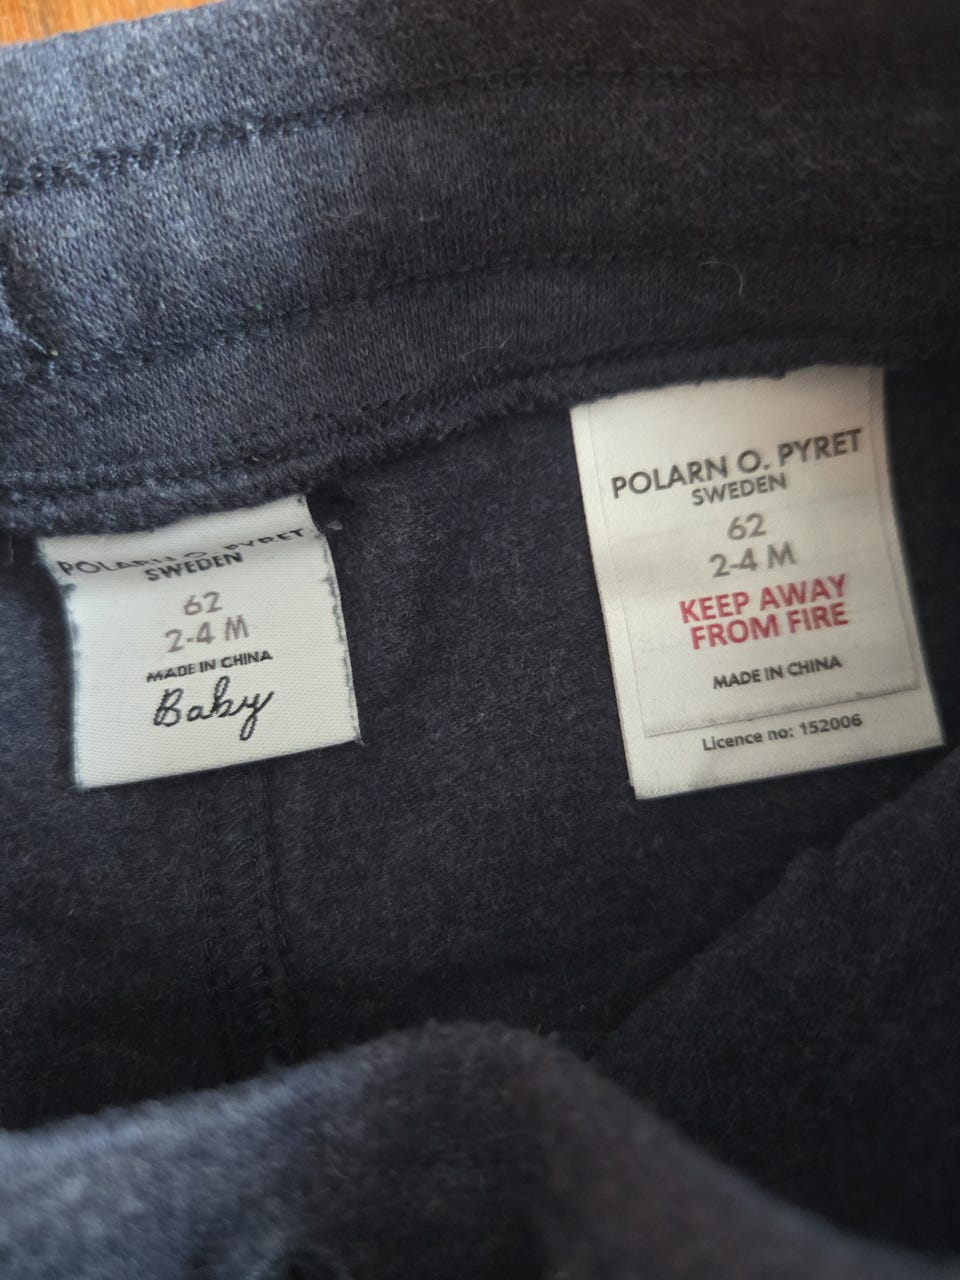 POLARN O. PYRET
SWEDEN
62
2-4 M
MADE IN CHINA
Baby
POLARN O. PYRET
SWEDEN
62
2-4 M
KEEP AWAY
FROM FIRE
MADE IN CHINA
Licence no: 152006